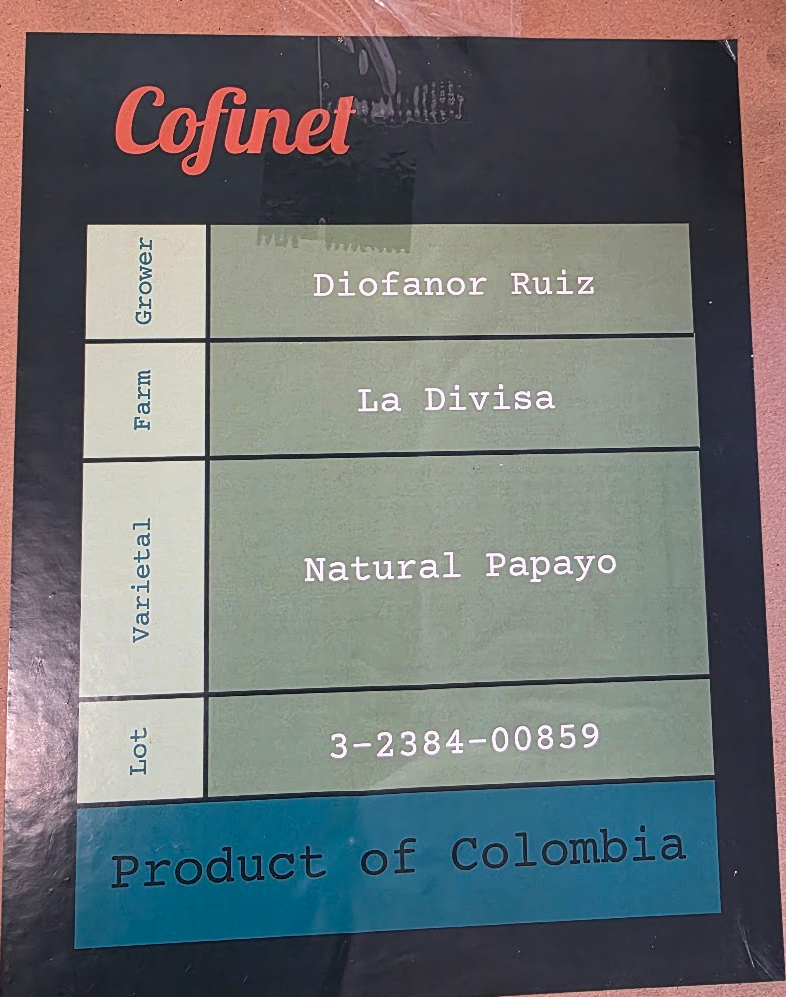 Cofinet
Grower
Diofanor Ruiz
Farm
La Divisa
Varietal
Natural Papayo
Lot
3-2384-00859
Product of Colombia